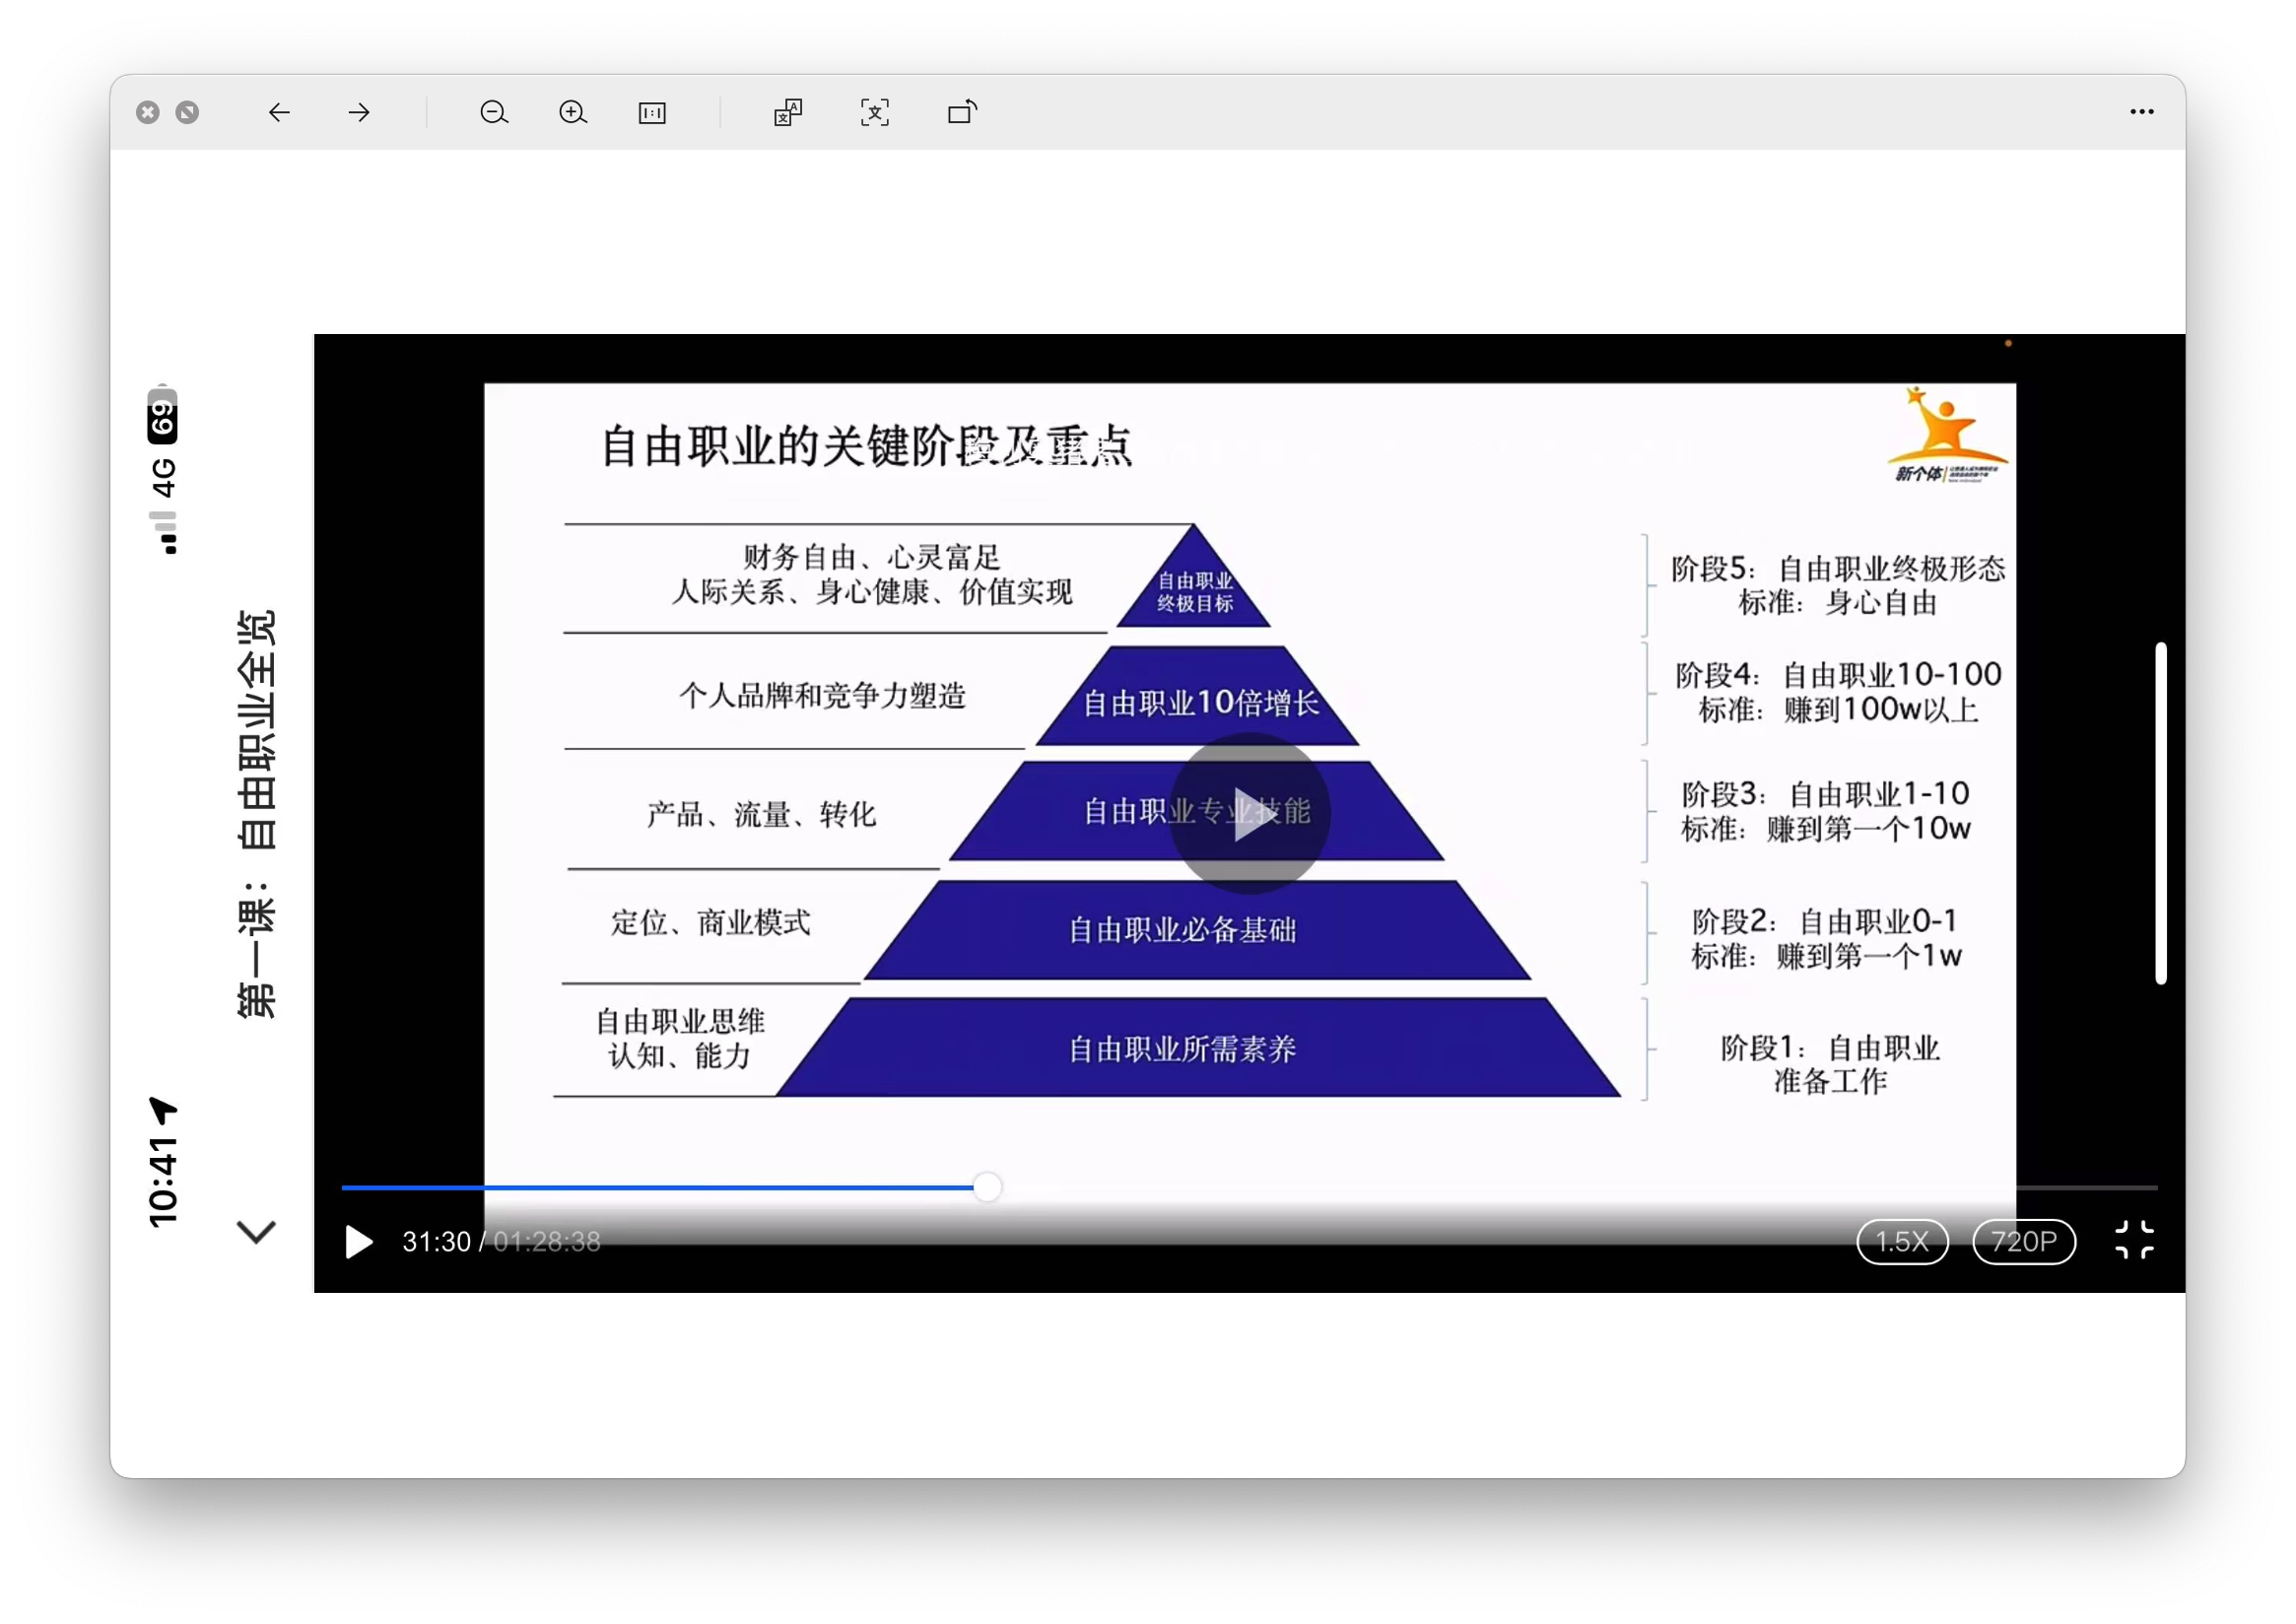 10:41
4G
69
第一课：自由职业全览
自由职业的关键阶段及重点
新个体
财务自由、心灵富足
人际关系、身心健康、价值实现
自由职业
终极目标
阶段5：自由职业终极形态
标准：身心自由
个人品牌和竞争力塑造
自由职业10倍增长
阶段4：自由职业10-100
标准：赚到100w以上
产品、流量、转化
自由职业专业技能
阶段3：自由职业1-10
标准：赚到第一个10w
定位、商业模式
自由职业必备基础
阶段2：自由职业0-1
标准：赚到第一个1w
自由职业思维
认知、能力
自由职业所需素养
阶段1：自由职业
准备工作
31:30 / 01:28:38
1.5X
720P